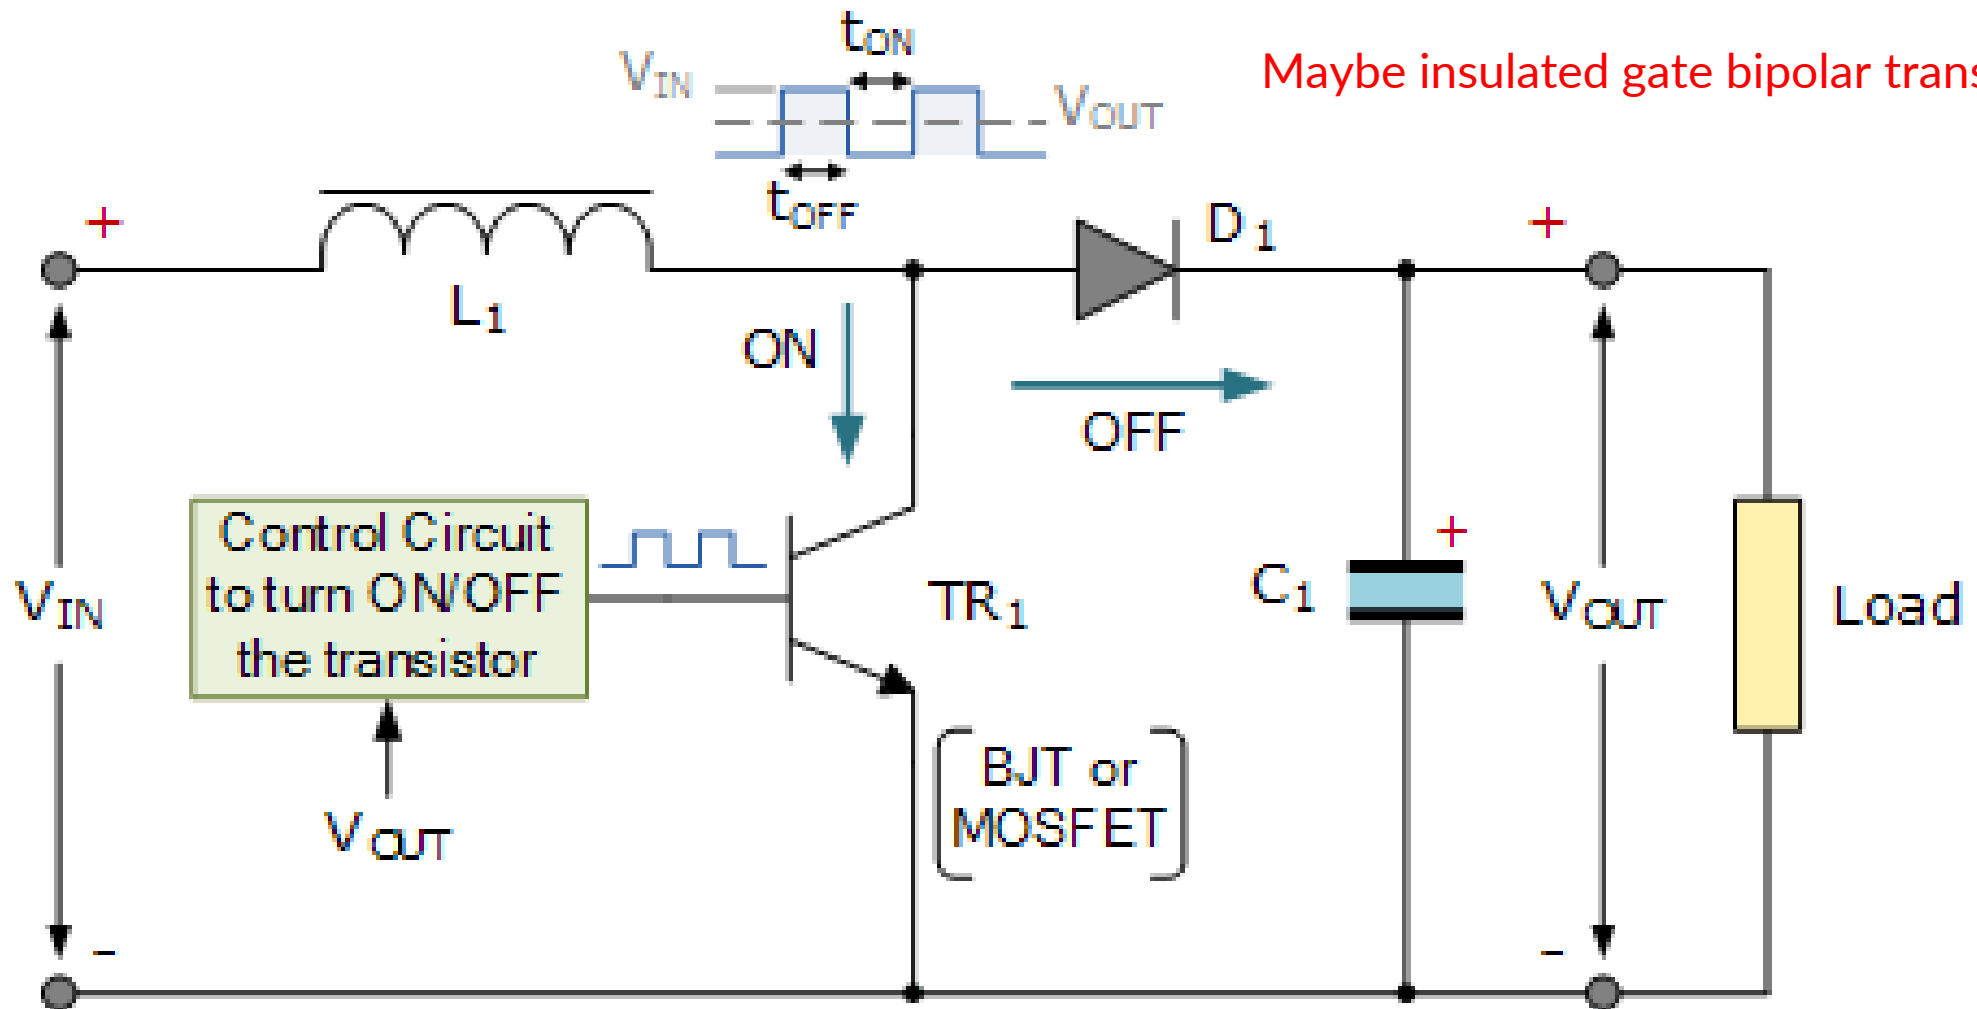 tON
VIN
Maybe insulated gate bipolar
VOUT
tOFF
+
D1
+
L1
ON
OFF
Control Circuit
to turn ON/OFF
the transistor
+
VIN
TR1
C1
VOUT
Load
BJT or
MOSFET
VOUT
-
-